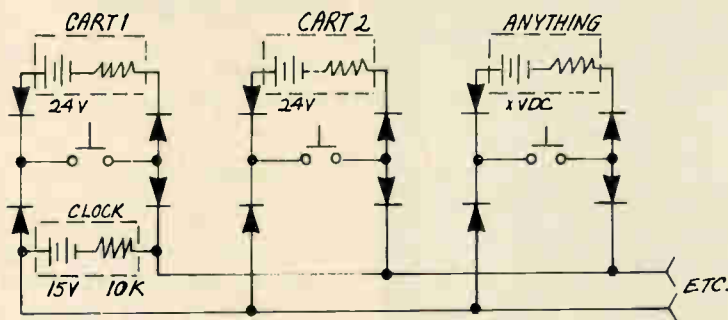 CART 1
CART 2
ANYTHING
24V
24V
X VDC
CLOCK
15V 10K
ETC.